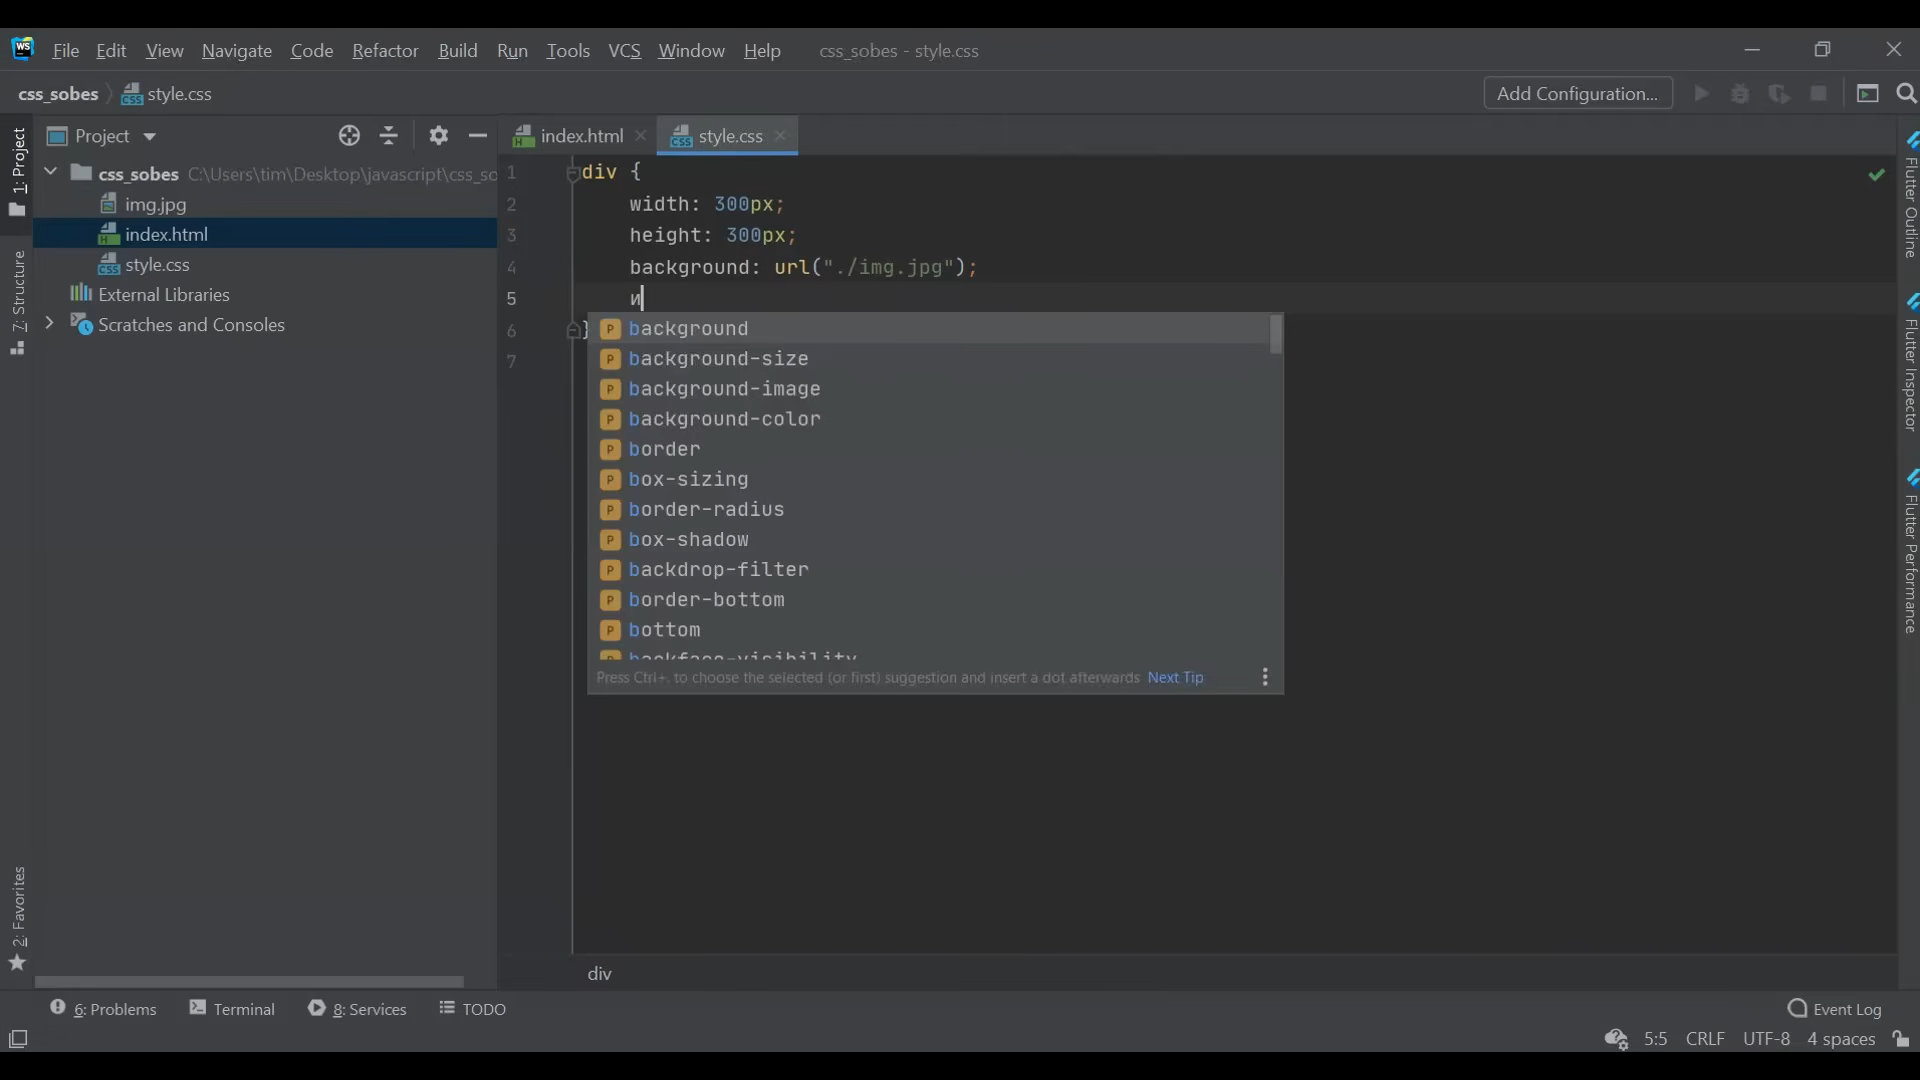 WS File Edit View Navigate Code Refactor Build Run Tools VCS Window Help css_sobes - style.css
css_sobes style.css Add Configuration...
1: Project
7: Structure
2: Favorites
Project
css_sobes C:\Users\tim\Desktop\javascript\css_so
img.jpg
index.html
style.css
External Libraries
Scratches and Consoles
index.html style.css
1 div {
2 width: 300px;
3 height: 300px;
4 background: url("./img.jpg");
5 и
6 }
7
P background
P background-size
P background-image
P background-color
P border
P box-sizing
P border-radius
P box-shadow
P backdrop-filter
P border-bottom
P bottom
P backface-visibility
Press Ctrl+. to choose the selected (or first) suggestion and insert a dot afterwards Next Tip
div
Flutter Outline
Flutter Inspector
Flutter Performance
6: Problems Terminal 8: Services TODO Event Log
5:5 CRLF UTF-8 4 spaces